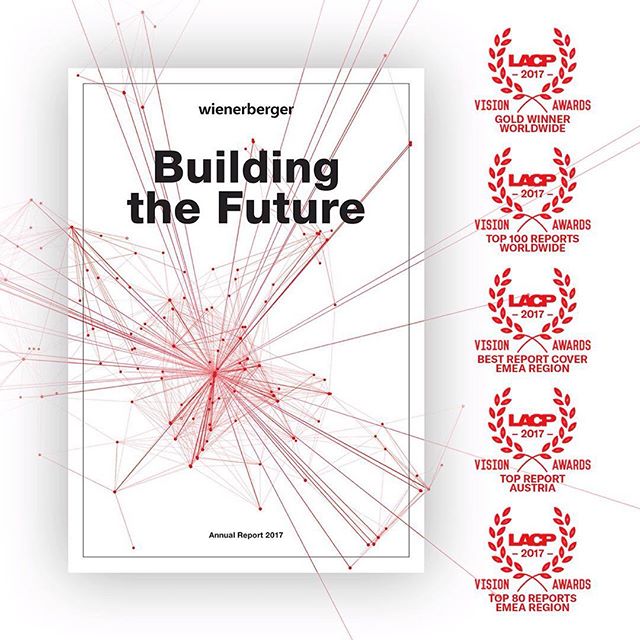 wienerberger
Building
the Future
Annual Report 2017
LACP
– 2017 –
VISION AWARDS
GOLD WINNER
WORLDWIDE
LACP
– 2017 –
VISION AWARDS
TOP 100 REPORTS
WORLDWIDE
LACP
– 2017 –
VISION AWARDS
BEST REPORT COVER
EMEA REGION
LACP
– 2017 –
VISION AWARDS
TOP REPORT
AUSTRIA
LACP
– 2017 –
VISION AWARDS
TOP 80 REPORTS
EMEA REGION